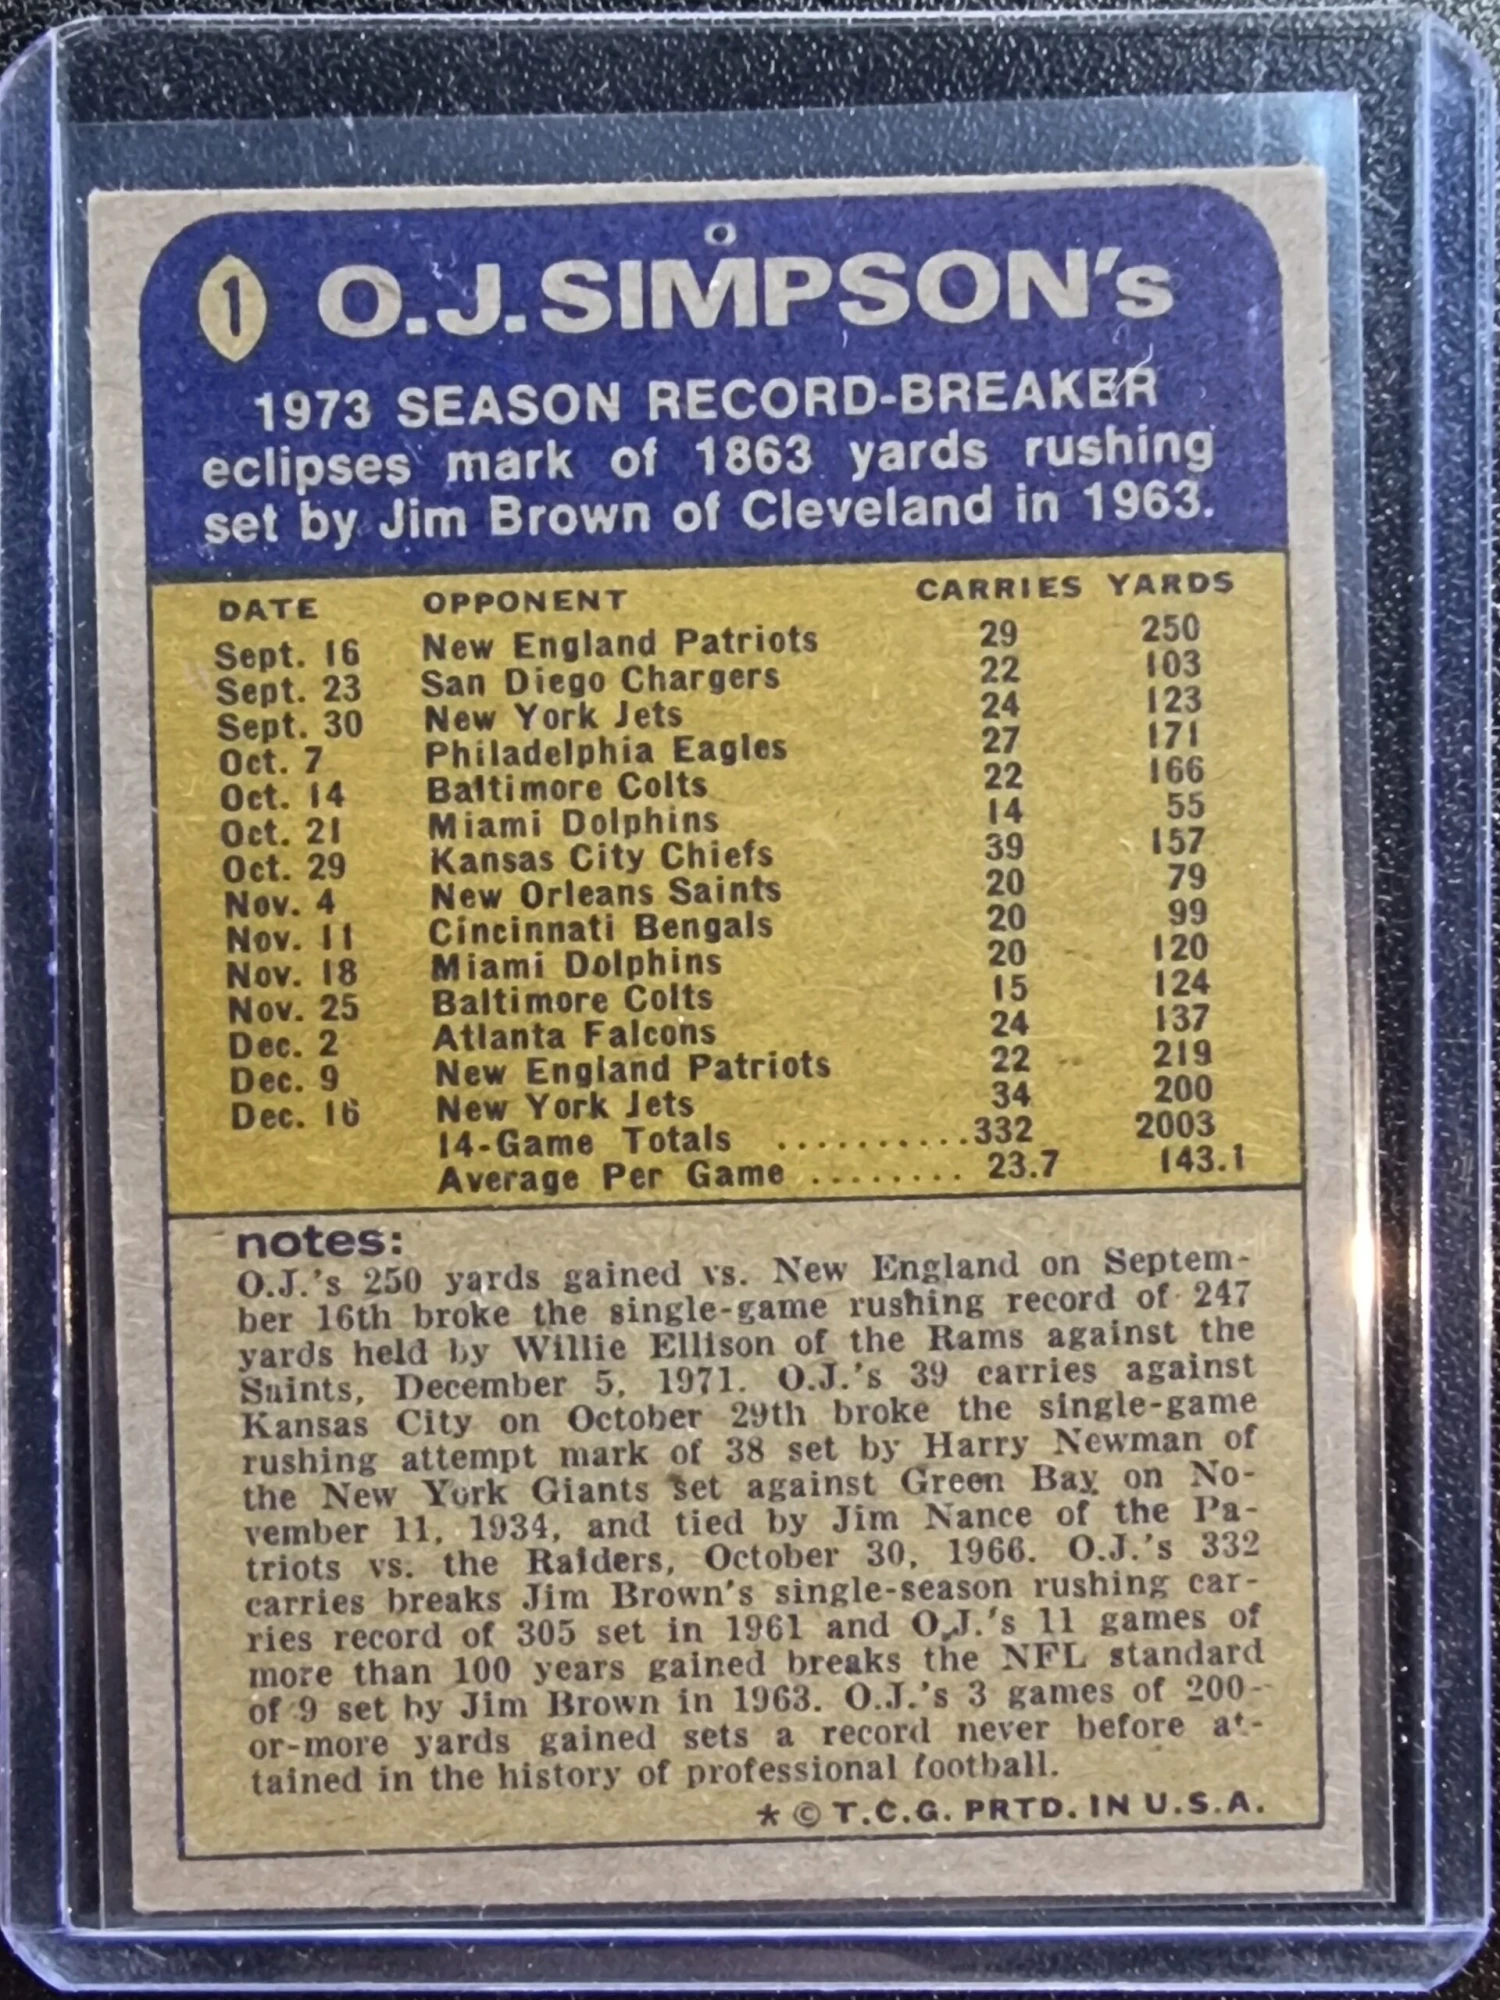 1 O.J. SIMPSON's
1973 SEASON RECORD-BREAKER
eclipses mark of 1863 yards rushing
set by Jim Brown of Cleveland in 1963.
DATE OPPONENT CARRIES YARDS
Sept. 16 New England Patriots 29 250
Sept. 23 San Diego Chargers 22 103
Sept. 30 New York Jets 24 123
Oct. 7 Philadelphia Eagles 27 171
Oct. 14 Baltimore Colts 22 166
Oct. 21 Miami Dolphins 14 55
Oct. 29 Kansas City Chiefs 39 157
Nov. 4 New Orleans Saints 20 79
Nov. 11 Cincinnati Bengals 20 99
Nov. 18 Miami Dolphins 20 120
Nov. 25 Baltimore Colts 15 124
Dec. 2 Atlanta Falcons 24 137
Dec. 9 New England Patriots 22 219
Dec. 16 New York Jets 34 200
14-Game Totals ..........332 2003
Average Per Game ........ 23.7 143.1
notes:
O.J.'s 250 yards gained vs. New England on Septem-
ber 16th broke the single-game rushing record of 247
yards held by Willie Ellison of the Rams against the
Saints, December 5, 1971. O.J.'s 39 carries against
Kansas City on October 29th broke the single-game
rushing attempt mark of 38 set by Harry Newman of
the New York Giants set against Green Bay on No-
vember 11, 1934, and tied by Jim Nance of the Pa-
triots vs. the Raiders, October 30, 1966. O.J.'s 332
carries breaks Jim Brown's single-season rushing car-
ries record of 305 set in 1961 and O.J.'s 11 games of
more than 100 years gained breaks the NFL standard
of 9 set by Jim Brown in 1963. O.J.'s 3 games of 200-
or-more yards gained sets a record never before at-
tained in the history of professional football.
* © T.C.G. PRTD. IN U.S.A.